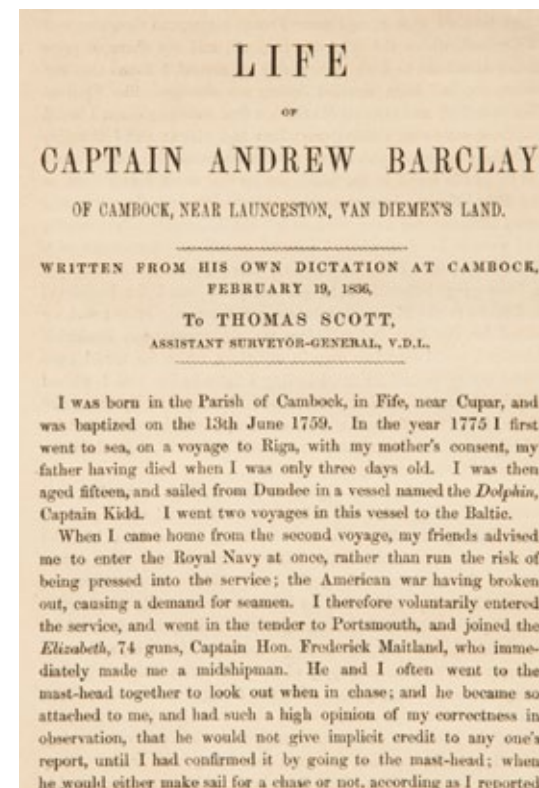 LIFE
OF
CAPTAIN ANDREW BARCLAY
OF CAMBOCK, NEAR LAUNCESTON, VAN DIEMEN'S LAND.
WRITTEN FROM HIS OWN DICTATION AT CAMBOCK,
FEBRUARY 19, 1836,
To THOMAS SCOTT,
ASSISTANT SURVEYOR-GENERAL, V.D.L.
I WAS born in the Parish of Cambock, in Fife, near Cupar, and
was baptized on the 13th June 1759. In the year 1775 I first
went to sea, on a voyage to Riga, with my mother's consent, my
father having died when I was only three days old. I was then
aged fifteen, and sailed from Dundee in a vessel named the Dolphin,
Captain Kidd. I went two voyages in this vessel to the Baltic.
When I came home from the second voyage, my friends advised
me to enter the Royal Navy at once, rather than run the risk of
being pressed into the service; the American war having broken
out, causing a demand for seamen. I therefore voluntarily entered
the service, and went in the tender to Portsmouth, and joined the
Elizabeth, 74 guns, Captain Hon. Frederick Maitland, who imme-
diately made me a midshipman. He and I often went to the
mast-head together to look out when in chase; and he became so
attached to me, and had such a high opinion of my correctness in
observation, that he would not give implicit credit to any one's
report, until I had confirmed it by going to the mast-head; when
he would either make sail for a chase or not, according as I reported